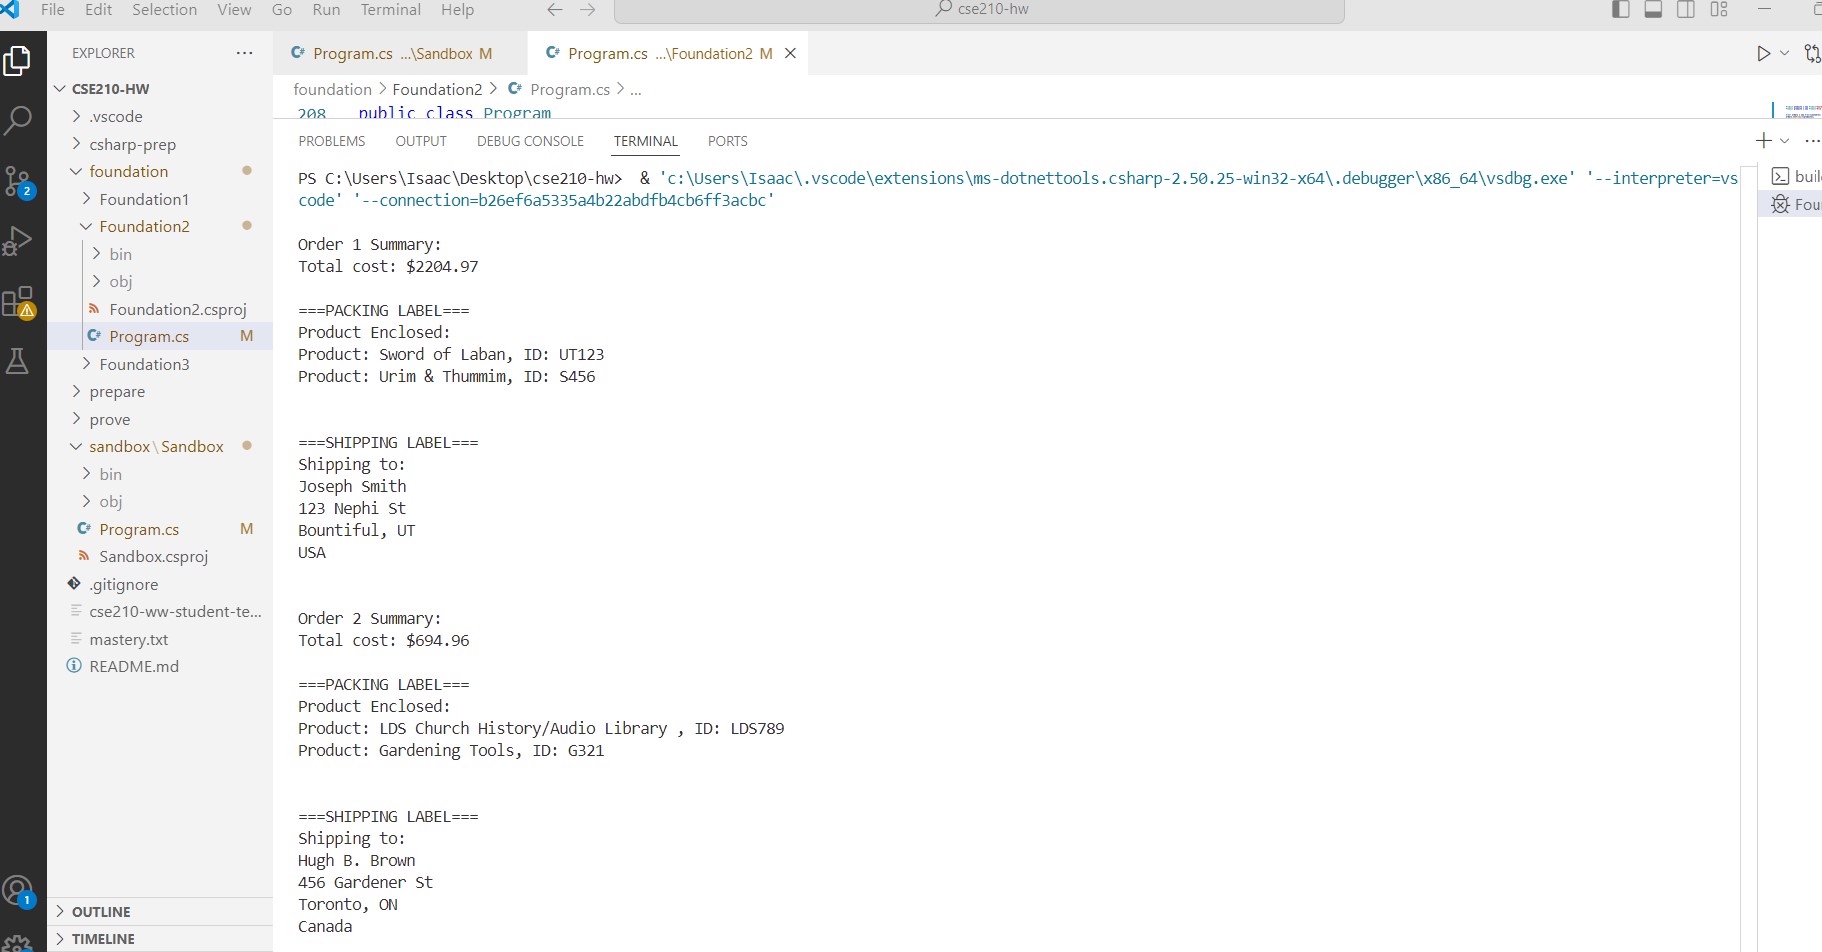 File Edit Selection View Go Run Terminal Help cse210-hw
EXPLORER
CSE210-HW
.vscode
csharp-prep
foundation
Foundation1
Foundation2
bin
obj
Foundation2.csproj
Program.cs M
Foundation3
prepare
prove
sandbox\Sandbox
bin
obj
Program.cs M
Sandbox.csproj
.gitignore
cse210-ww-student-te...
mastery.txt
README.md
OUTLINE
TIMELINE
2
1
Program.cs ...\Sandbox M Program.cs ...\Foundation2 M
foundation > Foundation2 > Program.cs > ...
208 public class Program
PROBLEMS OUTPUT DEBUG CONSOLE TERMINAL PORTS
PS C:\Users\Isaac\Desktop\cse210-hw> & 'c:\Users\Isaac\.vscode\extensions\ms-dotnettools.csharp-2.50.25-win32-x64\.debugger\x86_64\vsdbg.exe' '--interpreter=vs
code' '--connection=b26ef6a5335a4b22abdfb4cb6ff3acbc'
Order 1 Summary:
Total cost: $2204.97
===PACKING LABEL===
Product Enclosed:
Product: Sword of Laban, ID: UT123
Product: Urim & Thummim, ID: S456
===SHIPPING LABEL===
Shipping to:
Joseph Smith
123 Nephi St
Bountiful, UT
USA
Order 2 Summary:
Total cost: $694.96
===PACKING LABEL===
Product Enclosed:
Product: LDS Church History/Audio Library , ID: LDS789
Product: Gardening Tools, ID: G321
===SHIPPING LABEL===
Shipping to:
Hugh B. Brown
456 Gardener St
Toronto, ON
Canada
buil
Fou